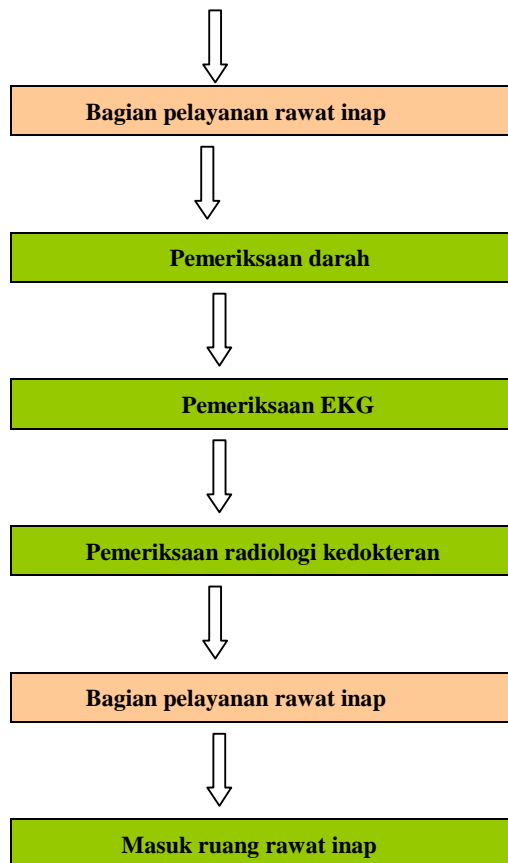 Bagian pelayanan rawat inap
Pemeriksaan darah
Pemeriksaan EKG
Pemeriksaan radiologi kedokteran
Bagian pelayanan rawat inap
Masuk ruang rawat inap